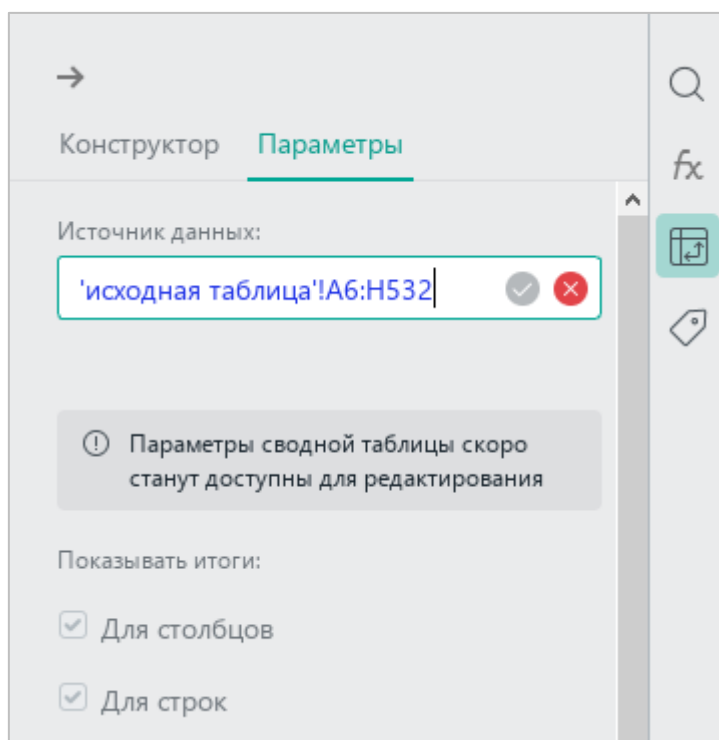 Конструктор Параметры
fx
Источник данных:
'исходная таблица'!A6:H532
Параметры сводной таблицы скоро
станут доступны для редактирования
Показывать итоги:
Для столбцов
Для строк